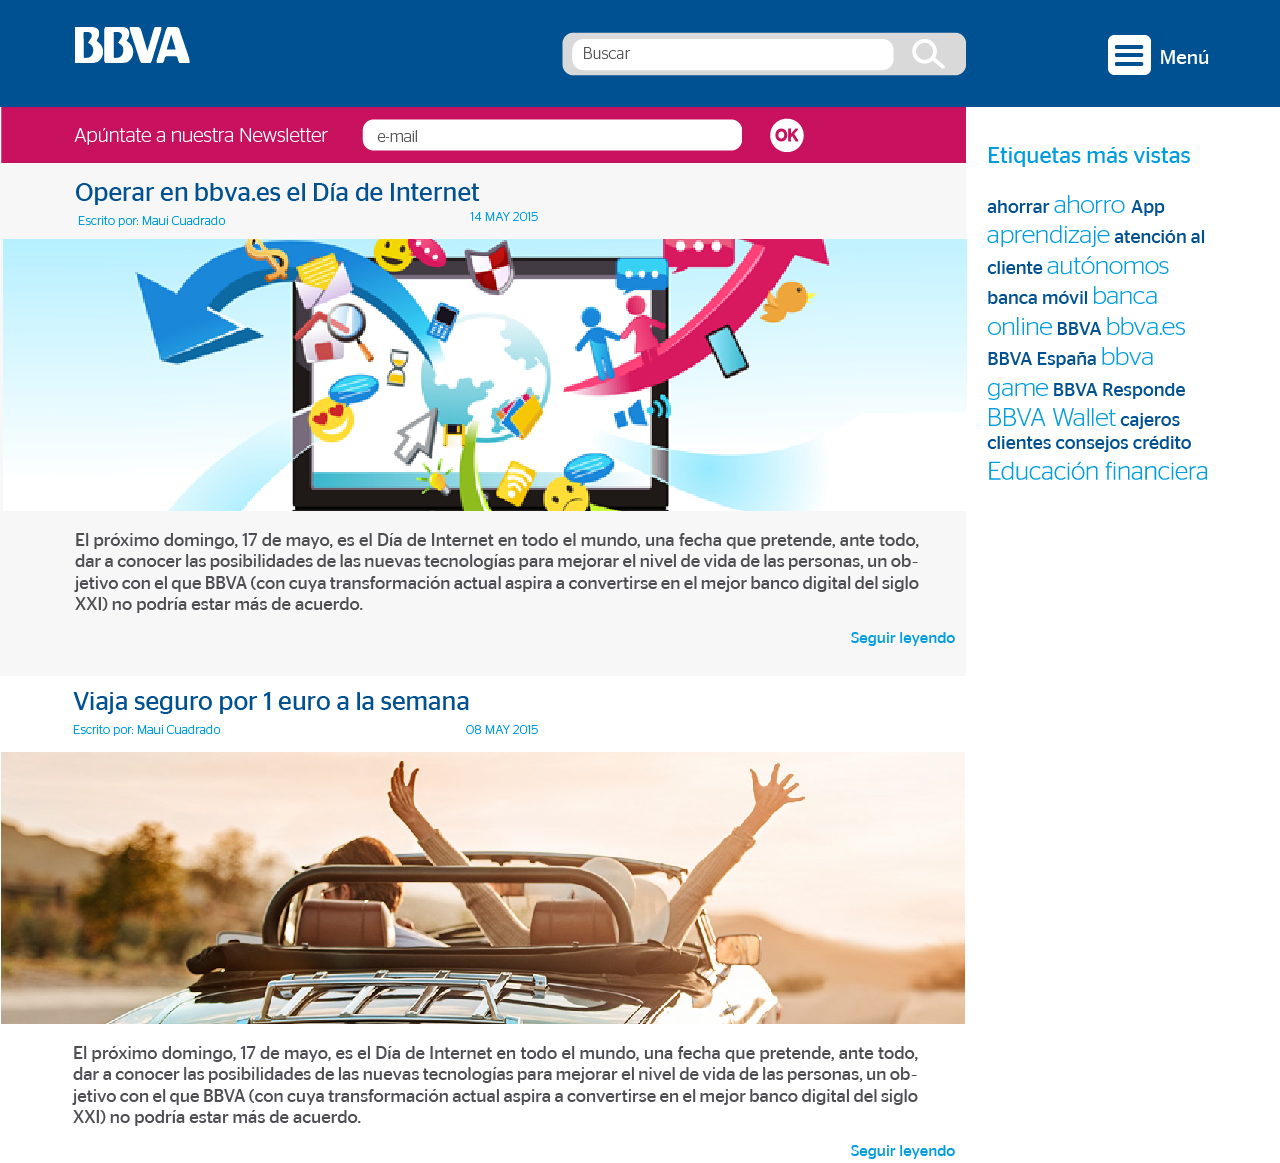 BBVA
Buscar
Menú
Apúntate a nuestra Newsletter
e-mail
OK
Operar en bbva.es el Día de Internet
Escrito por: Maui Cuadrado
14 MAY 2015
El próximo domingo, 17 de mayo, es el Día de Internet en todo el mundo, una fecha que pretende, ante todo,
dar a conocer las posibilidades de las nuevas tecnologías para mejorar el nivel de vida de las personas, un ob-
jetivo con el que BBVA (con cuya transformación actual aspira a convertirse en el mejor banco digital del siglo
XXI) no podría estar más de acuerdo.
Seguir leyendo
Viaja seguro por 1 euro a la semana
Escrito por: Maui Cuadrado
08 MAY 2015
El próximo domingo, 17 de mayo, es el Día de Internet en todo el mundo, una fecha que pretende, ante todo,
dar a conocer las posibilidades de las nuevas tecnologías para mejorar el nivel de vida de las personas, un ob-
jetivo con el que BBVA (con cuya transformación actual aspira a convertirse en el mejor banco digital del siglo
XXI) no podría estar más de acuerdo.
Seguir leyendo
Etiquetas más vistas
ahorrar ahorro App
aprendizaje atención al
cliente autónomos
banca móvil banca
online BBVA bbva.es
BBVA España bbva
game BBVA Responde
BBVA Wallet cajeros
clientes consejos crédito
Educación financiera